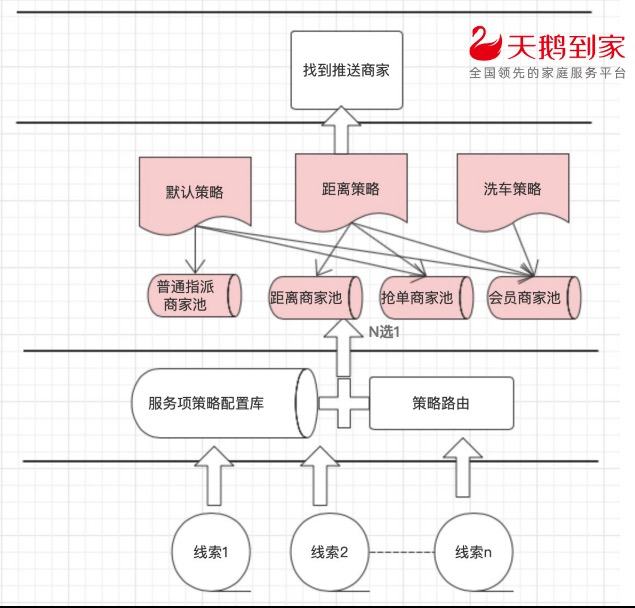 天鹅到家
全国领先的家庭服务平台
找到推送商家
默认策略
距离策略
洗车策略
普通指派
商家池
距离商家池
抢单商家池
会员商家池
N选1
服务项策略配置库
策略路由
线索1
线索2
线索n